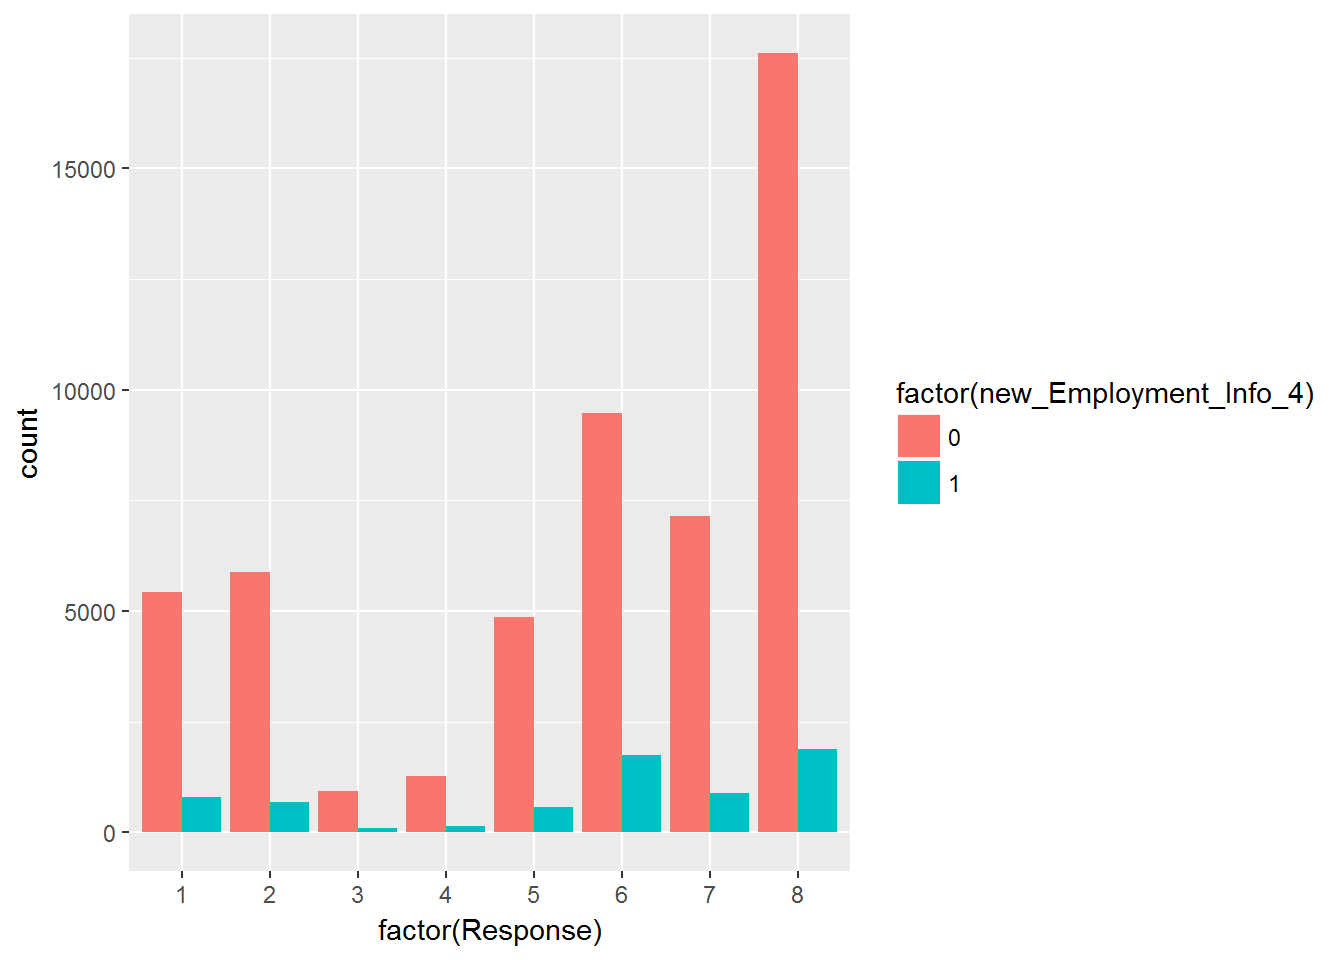 15000
10000
5000
0
count
1 2 3 4 5 6 7 8
factor(Response)
factor(new_Employment_Info_4)
0
1